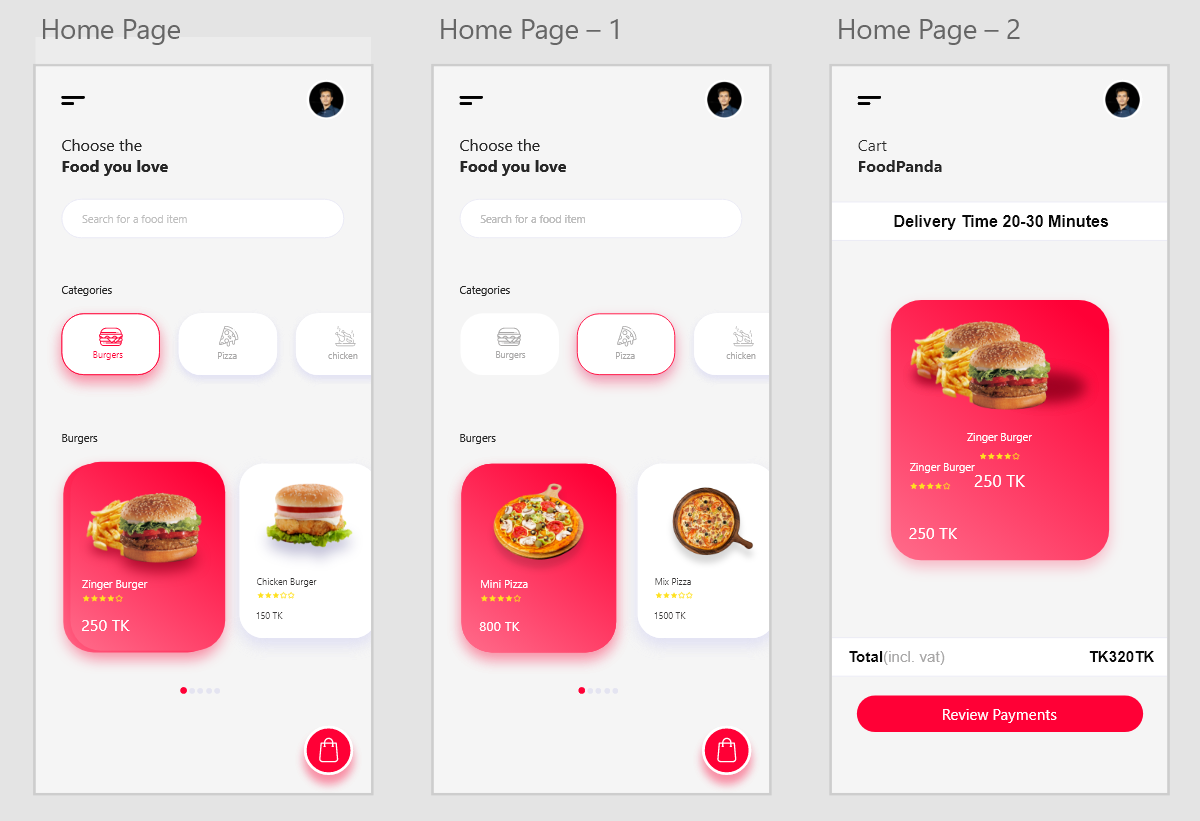 Home Page
Choose the
Food you love
Search for a food item
Categories
Burgers
Pizza
chicken
Burgers
Zinger Burger
250 TK
Chicken Burger
150 TK
Home Page – 1
Choose the
Food you love
Search for a food item
Categories
Burgers
Pizza
chicken
Burgers
Mini Pizza
800 TK
Mix Pizza
1500 TK
Home Page – 2
Cart
FoodPanda
Delivery Time 20-30 Minutes
Zinger Burger
Zinger Burger
250 TK
250 TK
Total(incl. vat) TK320TK
Review Payments